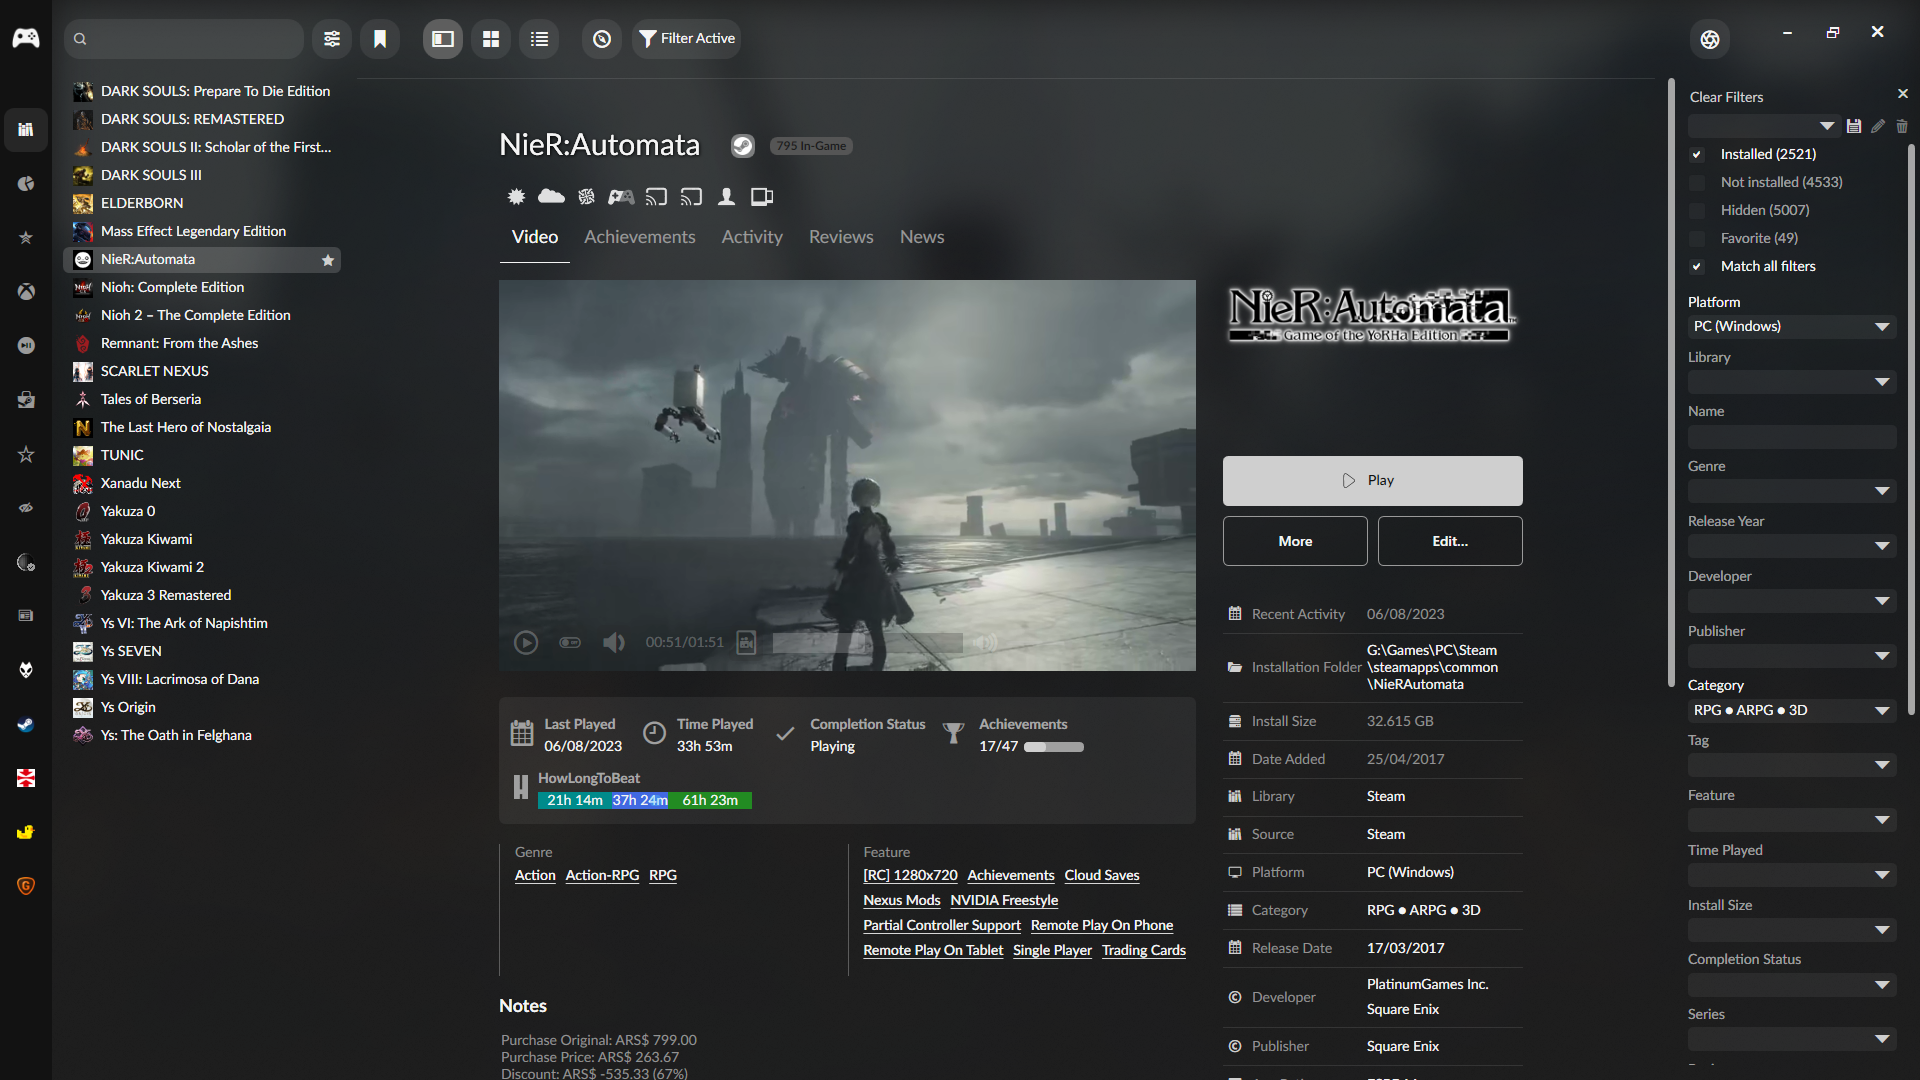 Filter Active
DARK SOULS: Prepare To Die Edition
DARK SOULS: REMASTERED
DARK SOULS II: Scholar of the First...
DARK SOULS III
ELDERBORN
Mass Effect Legendary Edition
NieR:Automata
Nioh: Complete Edition
Nioh 2 – The Complete Edition
Remnant: From the Ashes
SCARLET NEXUS
Tales of Berseria
The Last Hero of Nostalgaia
TUNIC
Xanadu Next
Yakuza 0
Yakuza Kiwami
Yakuza Kiwami 2
Yakuza 3 Remastered
Ys VI: The Ark of Napishtim
Ys SEVEN
Ys VIII: Lacrimosa of Dana
Ys Origin
Ys: The Oath in Felghana
NieR:Automata
795 In-Game
Video Achievements Activity Reviews News
00:51/01:51
Last Played
06/08/2023
Time Played
33h 53m
Completion Status
Playing
Achievements
17/47
HowLongToBeat
21h 14m 37h 24m 61h 23m
Genre
Action Action-RPG RPG
Feature
[RC] 1280x720 Achievements Cloud Saves
Nexus Mods NVIDIA Freestyle
Partial Controller Support Remote Play On Phone
Remote Play On Tablet Single Player Trading Cards
Notes
Purchase Original: ARS$ 799.00
Purchase Price: ARS$ 263.67
Discount: ARS$ -535.33 (67%)
NieR:Automata™
Game of the YoRHa Edition
Play
More
Edit...
Recent Activity 06/08/2023
Installation Folder G:\Games\PC\Steam
\steamapps\common
\NieRAutomata
Install Size 32.615 GB
Date Added 25/04/2017
Library Steam
Source Steam
Platform PC (Windows)
Category RPG ● ARPG ● 3D
Release Date 17/03/2017
Developer PlatinumGames Inc.
Square Enix
Publisher Square Enix
Clear Filters
Installed (2521)
Not installed (4533)
Hidden (5007)
Favorite (49)
Match all filters
Platform
PC (Windows)
Library
Name
Genre
Release Year
Developer
Publisher
Category
RPG ● ARPG ● 3D
Tag
Feature
Time Played
Install Size
Completion Status
Series